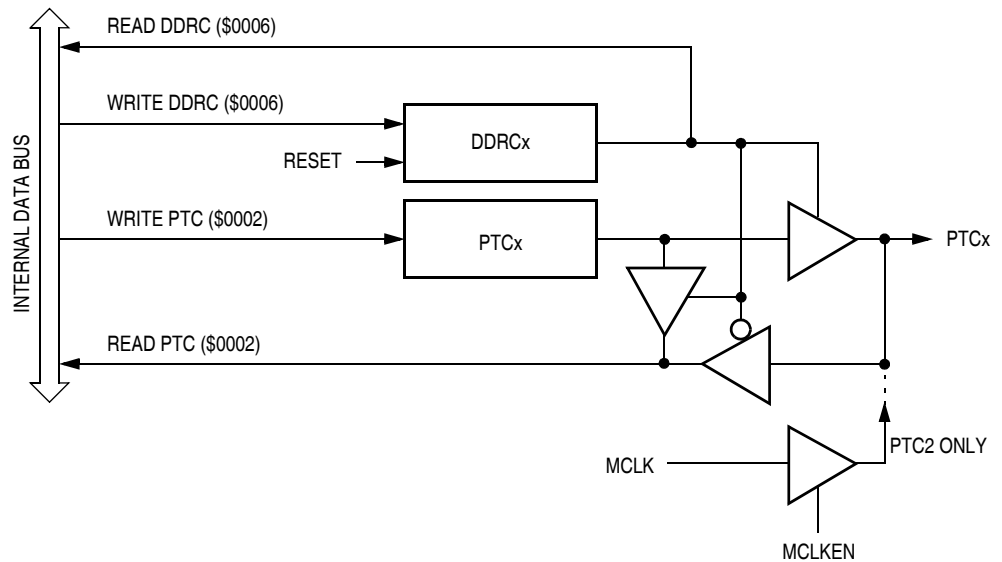 READ DDRC ($0006)
WRITE DDRC ($0006)
DDRCx
RESET
INTERNAL DATA BUS
WRITE PTC ($0002)
PTCx
PTCx
READ PTC ($0002)
PTC2 ONLY
MCLK
MCLKEN